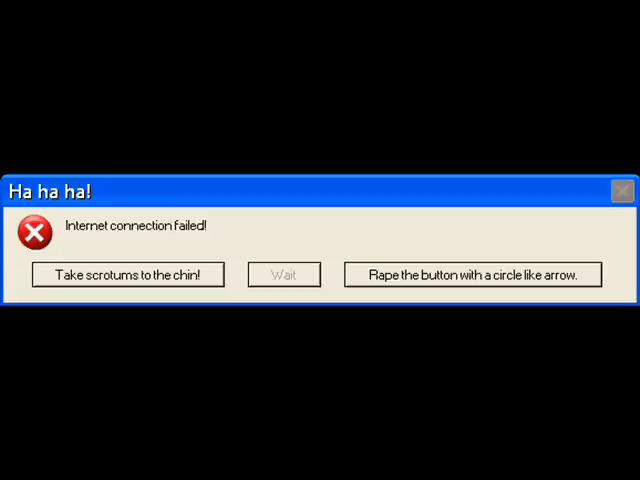 Ha ha ha!
Internet connection failed!
Take scrotums to the chin!
Wait
Rape the button with a circle like arrow.